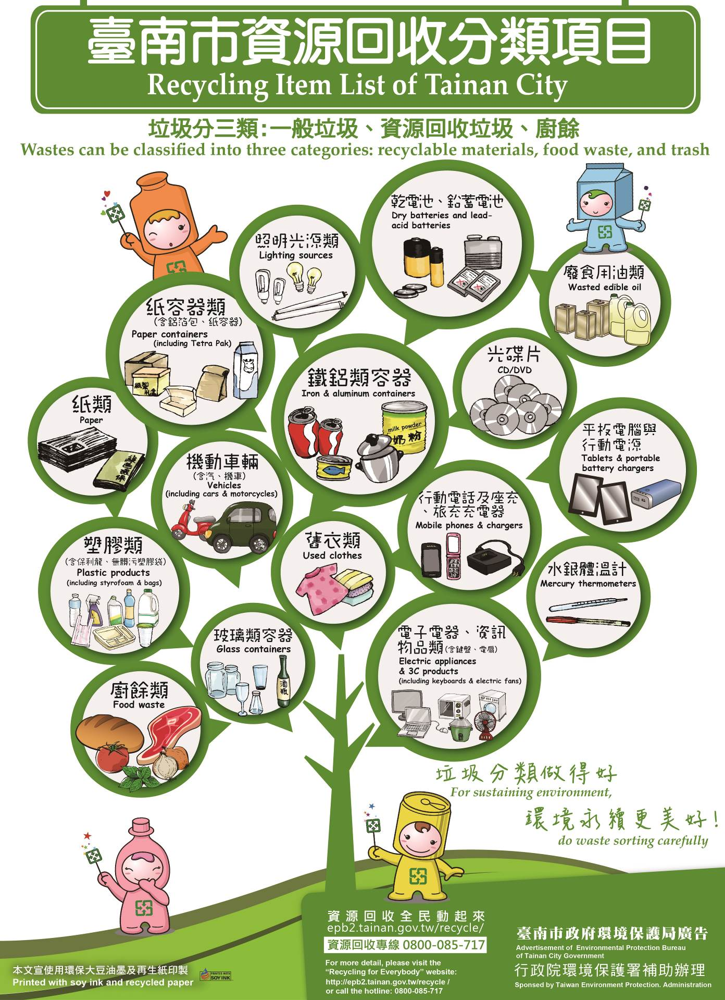 臺南市資源回收分類項目
Recycling Item List of Tainan City
垃圾分三類:一般垃圾、資源回收垃圾、廚餘
Wastes can be classified into three categories: recyclable materials, food waste, and trash
乾電池、鉛蓄電池
Dry batteries and lead-
acid batteries
照明光源類
Lighting sources
廢食用油類
Wasted edible oil
紙容器類
(含鋁箔包、紙容器)
Paper containers
(including Tetra Pak)
紙製
禮盒
光碟片
CD/DVD
鐵鋁類容器
Iron & aluminum containers
milk powder
奶粉
紙類
Paper
綠色環保
平板電腦與
行動電源
Tablets & portable
battery chargers
機動車輛
(含汽、機車)
Vehicles
(including cars & motorcycles)
行動電話及座充
、旅充充電器
Mobile phones & chargers
舊衣類
Used clothes
塑膠類
(含保利龍、無髒污塑膠袋)
Plastic products
(including styrofoam & bags)
水銀體溫計
Mercury thermometers
玻璃類容器
Glass containers
酒瓶
電子電器、資訊
物品類(含鍵盤、電扇)
Electric appliances
& 3C products
(including keyboards & electric fans)
廚餘類
Food waste
垃圾分類做得好
For sustaining environment,
環境永續更美好!
do waste sorting carefully
資源回收全民動起來
epb2.tainan.gov.tw/recycle/
資源回收專線 0800-085-717
For more detail, please visit the
“Recycling for Everybody” website:
http://epb2.tainan.gov.tw/recycle /
or call the hotline: 0800-085-717
臺南市政府環境保護局廣告
Advertisement of Environmental Protection Bureau
of Tainan City Government
行政院環境保護署補助辦理
Sponsed by Taiwan Environment Protection. Administration
本文宣使用環保大豆油墨及再生紙印製
Printed with soy ink and recycled paper
PRINTED WITH
SOY INK